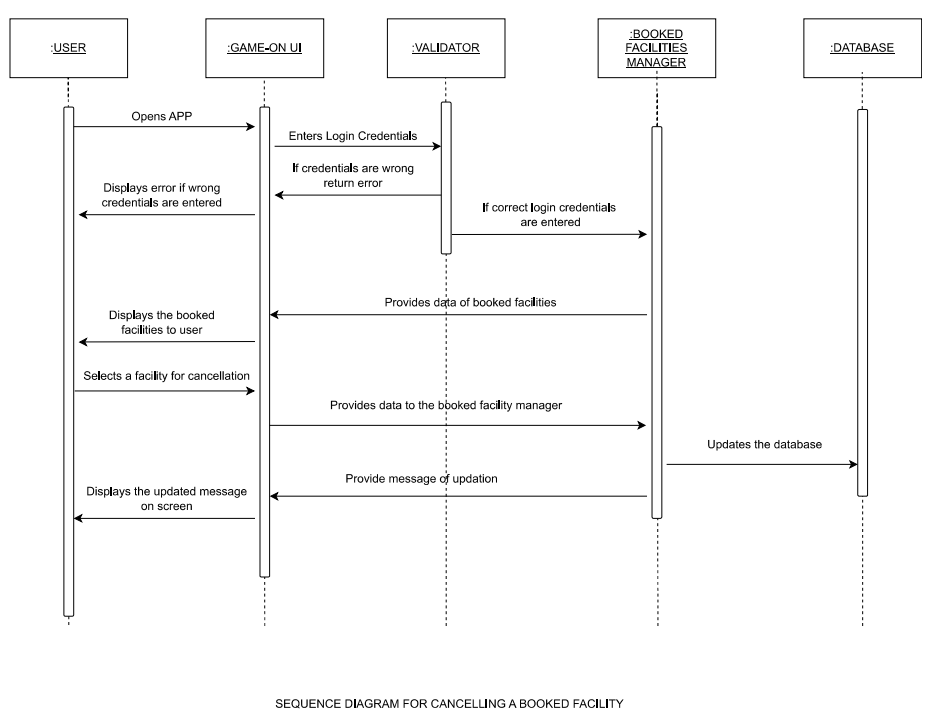 :USER
:GAME-ON UI
:VALIDATOR
:BOOKED
FACILITIES
MANAGER
:DATABASE
Opens APP
Enters Login Credentials
If credentials are wrong
return error
Displays error if wrong
credentials are entered
If correct login credentials
are entered
Provides data of booked facilities
Displays the booked
facilities to user
Selects a facility for cancellation
Provides data to the booked facility manager
Updates the database
Provide message of updation
Displays the updated message
on screen
SEQUENCE DIAGRAM FOR CANCELLING A BOOKED FACILITY